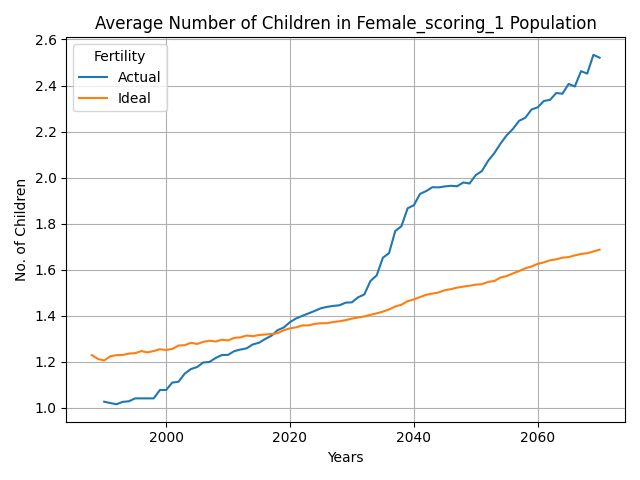 Average Number of Children in Female_scoring_1 Population
Fertility
Actual
Ideal
No. of Children
2.6
2.4
2.2
2.0
1.8
1.6
1.4
1.2
1.0
2000 2020 2040 2060
Years